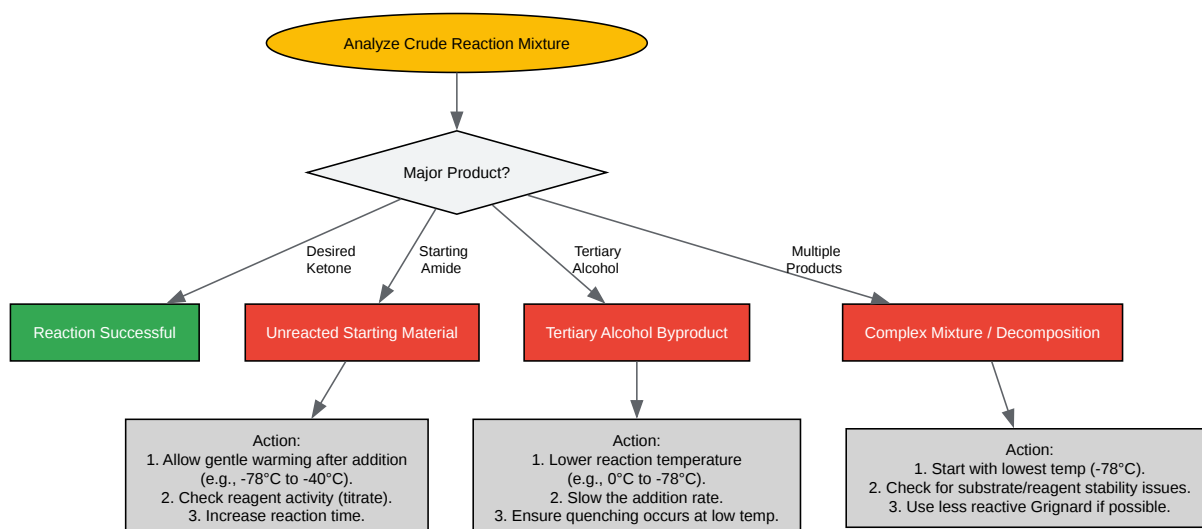 Analyze Crude Reaction Mixture
Major Product?
Desired
Ketone
Starting
Amide
Tertiary
Alcohol
Multiple
Products
Reaction Successful
Unreacted Starting Material
Tertiary Alcohol Byproduct
Complex Mixture / Decomposition
Action:
1. Allow gentle warming after addition
(e.g., -78°C to -40°C).
2. Check reagent activity (titrate).
3. Increase reaction time.
Action:
1. Lower reaction temperature
(e.g., 0°C to -78°C).
2. Slow the addition rate.
3. Ensure quenching occurs at low temp.
Action:
1. Start with lowest temp (-78°C).
2. Check for substrate/reagent stability issues.
3. Use less reactive Grignard if possible.